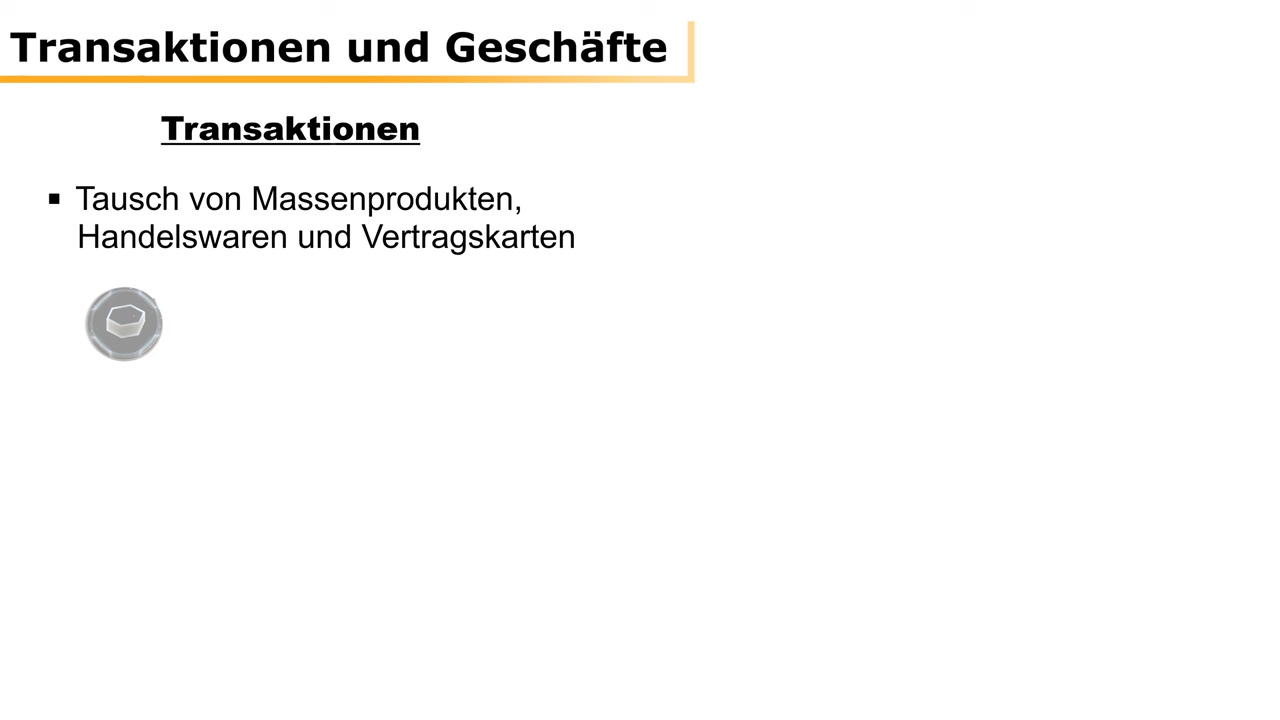 Transaktionen und Geschäfte
Transaktionen
▪ Tausch von Massenprodukten,
Handelswaren und Vertragskarten